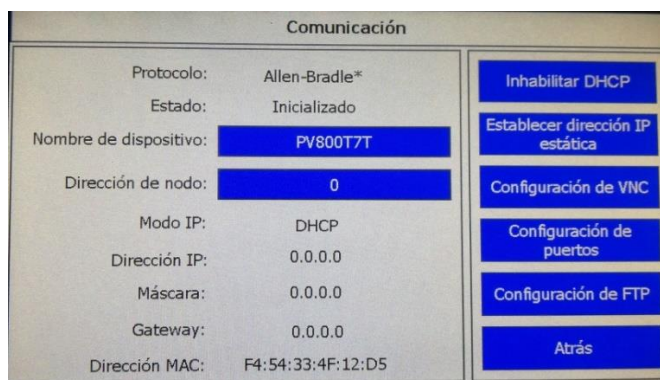 Comunicación
Protocolo: Allen-Bradle*
Estado: Inicializado
Nombre de dispositivo: PV800T7T
Dirección de nodo: 0
Modo IP: DHCP
Dirección IP: 0.0.0.0
Máscara: 0.0.0.0
Gateway: 0.0.0.0
Dirección MAC: F4:54:33:4F:12:D5
Inhabilitar DHCP
Establecer dirección IP
estática
Configuración de VNC
Configuración de
puertos
Configuración de FTP
Atrás